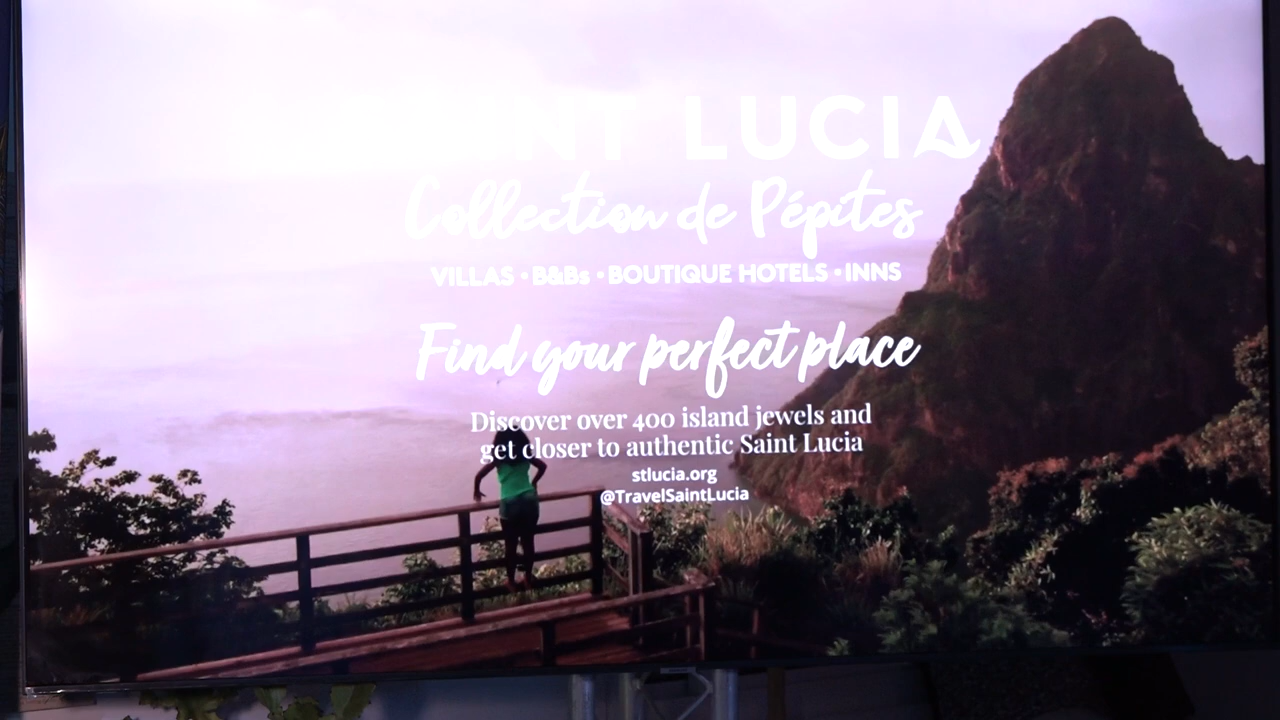 LUCIA
Collection de Pépites
VILLAS • B&Bs • BOUTIQUE HOTELS • INNS
Find your perfect place
Discover over 400 island jewels and
get closer to authentic Saint Lucia
stlucia.org
@TravelSaintLucia